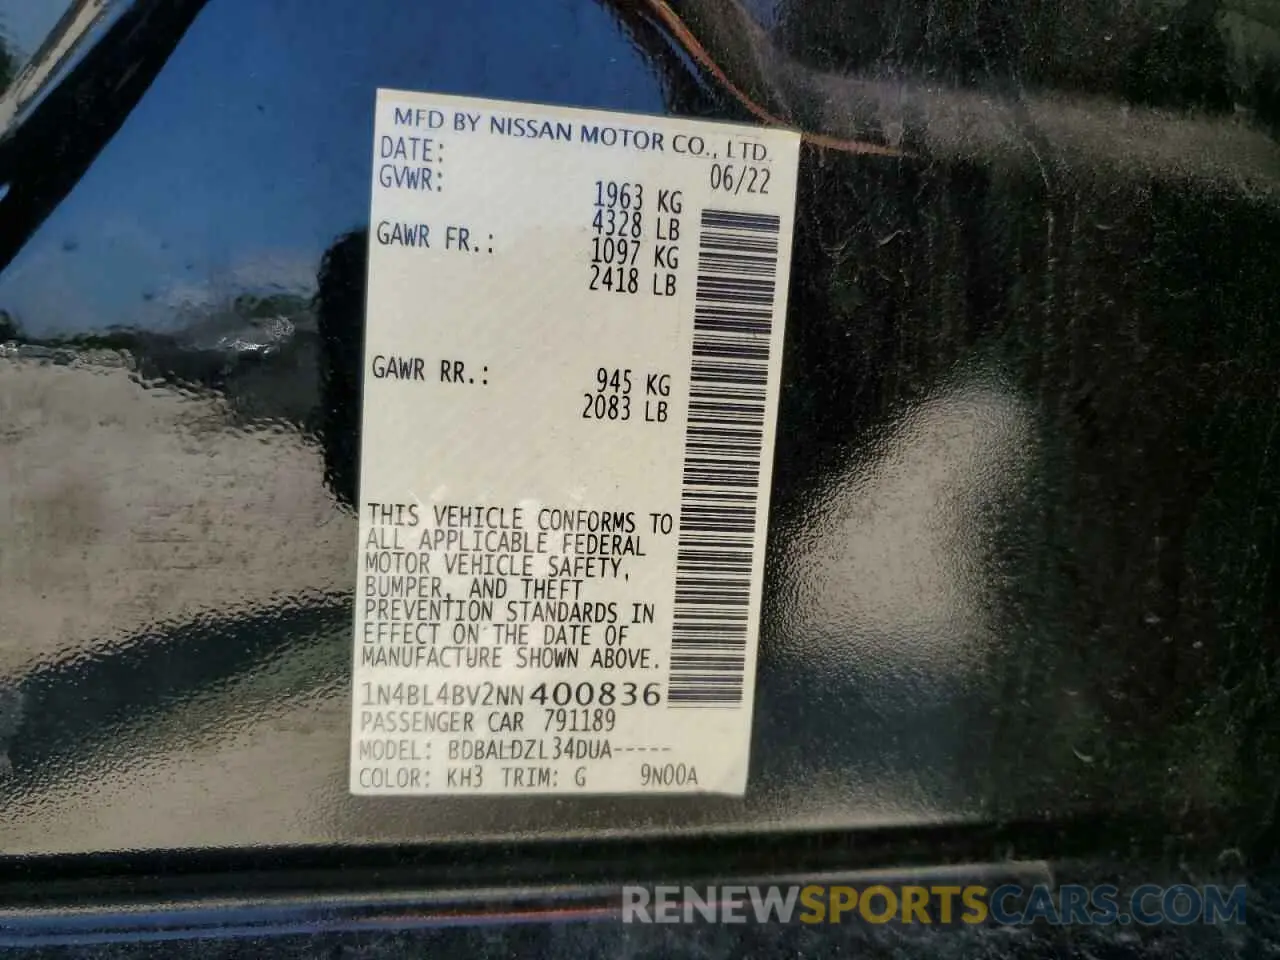 MFD BY NISSAN MOTOR CO., LTD.
DATE: 06/22
GVWR: 1963 KG
4328 LB
GAWR FR.: 1097 KG
2418 LB
GAWR RR.: 945 KG
2083 LB
THIS VEHICLE CONFORMS TO
ALL APPLICABLE FEDERAL
MOTOR VEHICLE SAFETY,
BUMPER, AND THEFT
PREVENTION STANDARDS IN
EFFECT ON THE DATE OF
MANUFACTURE SHOWN ABOVE.
1N4BL4BV2NN400836
PASSENGER CAR 791189
MODEL: BDBALDZL34DUA-----
COLOR: KH3 TRIM: G 9N00A
RENEWSPORTSCARS.COM